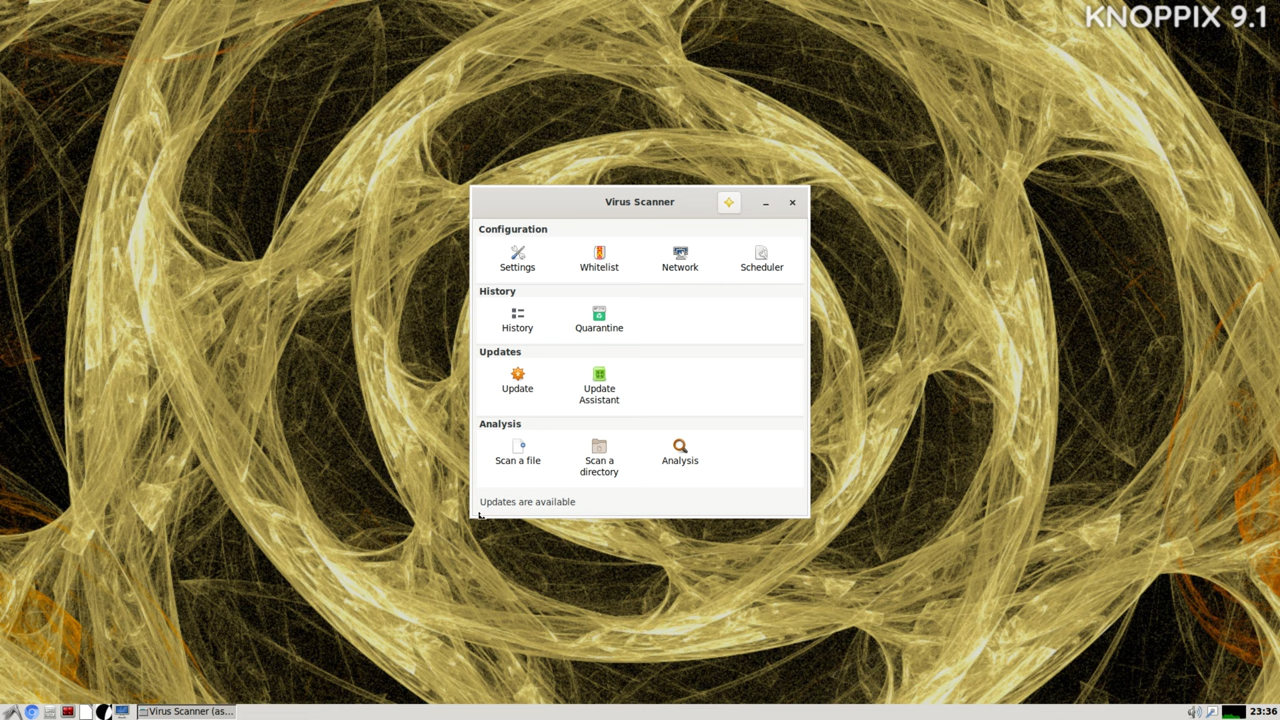 KNOPPIX 9.1
Virus Scanner
Configuration
Settings Whitelist Network Scheduler
History
History Quarantine
Updates
Update Update Assistant
Analysis
Scan a file Scan a directory Analysis
Updates are available
Virus Scanner (as...
23:36